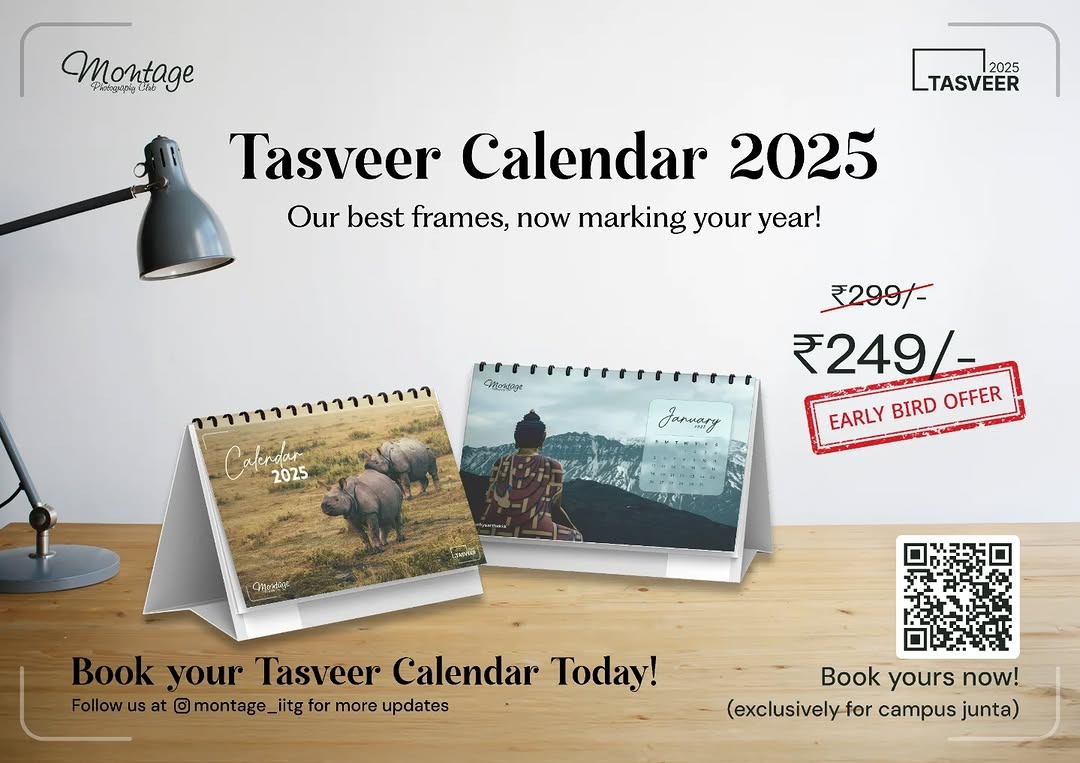 Montage
Photography Club
2025
TASVEER
Tasveer Calendar 2025
Our best frames, now marking your year!
₹299/-
₹249/-
EARLY BIRD OFFER
Calendar
2025
Montage
TASVEER
Montage
January
S M T W T F S
Book your Tasveer Calendar Today!
Follow us at montage_iitg for more updates
Book yours now!
(exclusively for campus junta)